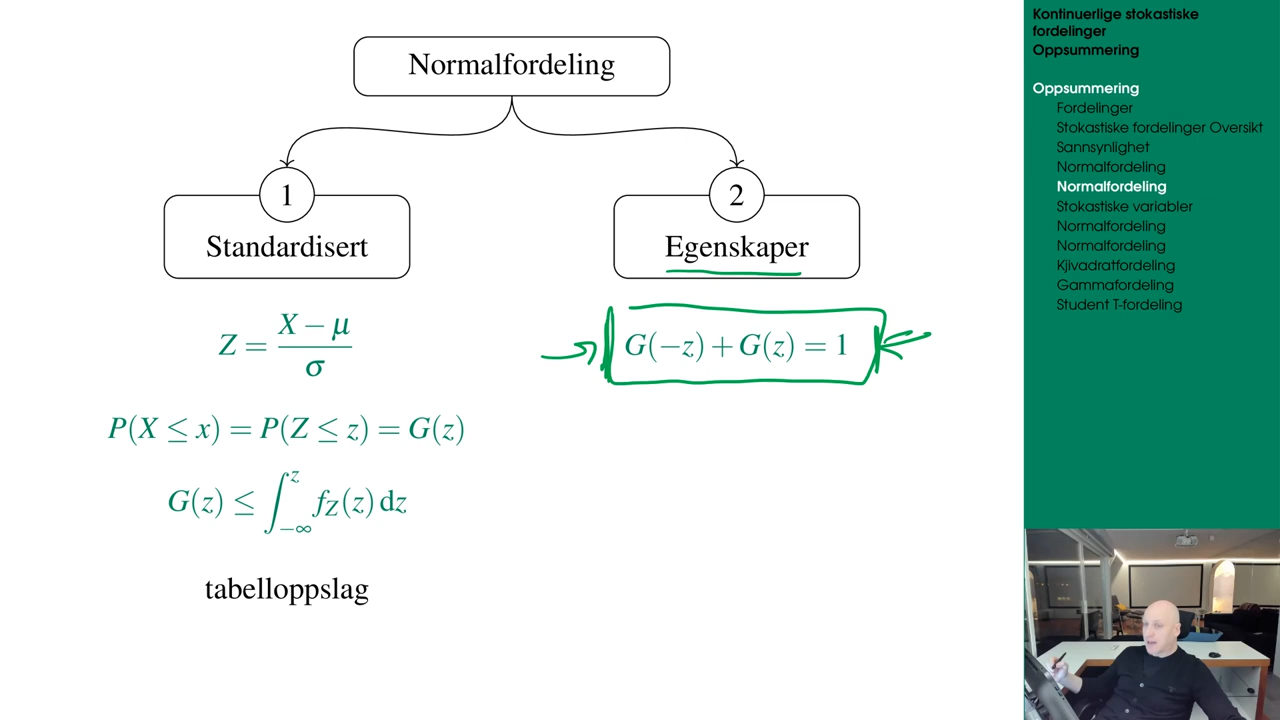 Normalfordeling
1
Standardisert
Z = \frac{X - μ}{σ}
P(X ≤ x) = P(Z ≤ z) = G(z)
G(z) ≤ ∫_{-∞}^{z} f_Z(z) dz
tabelloppslag
2
Egenskaper
G(−z) + G(z) = 1
Kontinuerlige stokastiske
fordelinger
Oppsummering
Oppsummering
Fordelinger
Stokastiske fordelinger Oversikt
Sannsynlighet
Normalfordeling
Normalfordeling
Stokastiske variabler
Normalfordeling
Normalfordeling
Kjivadratfordeling
Gammafordeling
Student T-fordeling